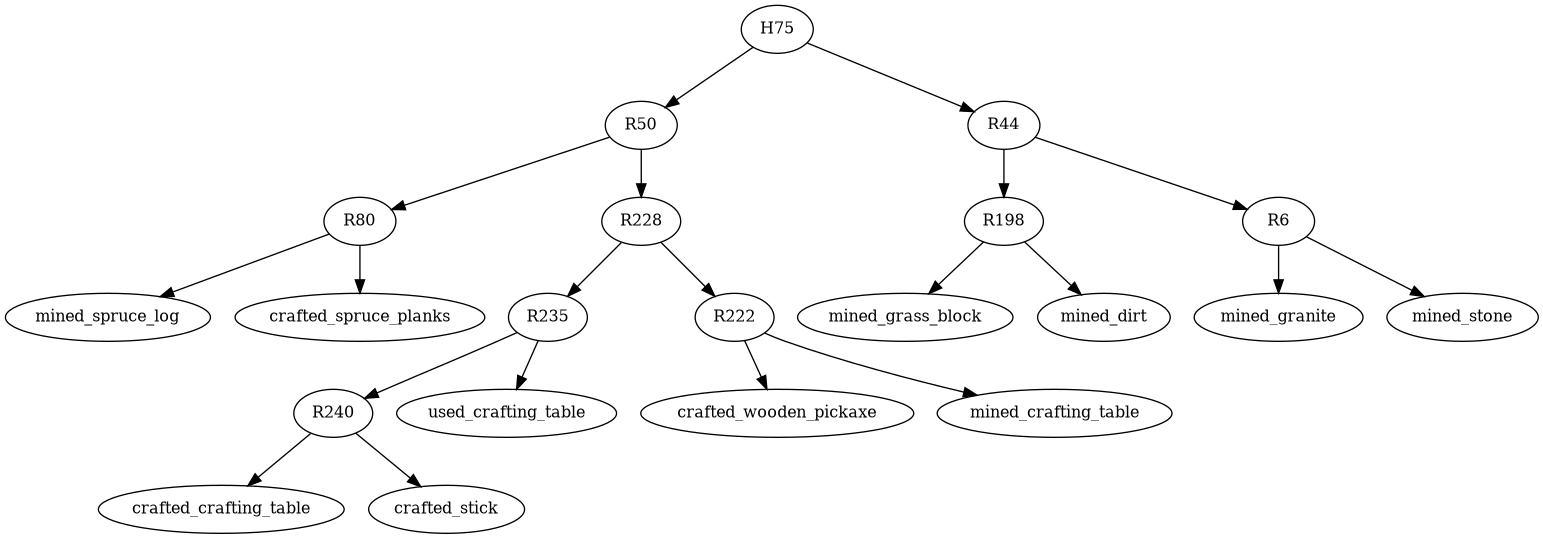 H75
R50
R44
R80
R228
R198
R6
mined_spruce_log
crafted_spruce_planks
R235
R222
mined_grass_block
mined_dirt
mined_granite
mined_stone
R240
used_crafting_table
crafted_wooden_pickaxe
mined_crafting_table
crafted_crafting_table
crafted_stick